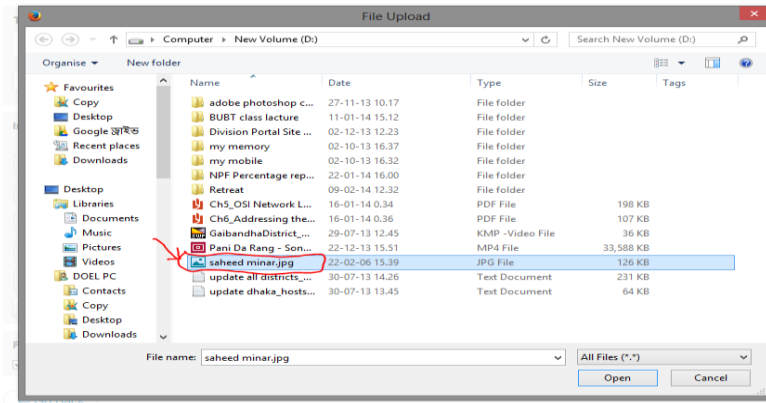 File Upload
Computer New Volume (D:) Search New Volume (D:)
Organise New folder
Favourites
Copy
Desktop
Google ড্রাইভ
Recent places
Downloads
Desktop
Libraries
Documents
Music
Pictures
Videos
DOEL PC
Contacts
Copy
Desktop
Downloads
Name Date Type Size Tags
adobe photoshop c... 27-11-13 10.17 File folder
BUBT class lacture 11-01-14 15.12 File folder
Division Portal Site ... 02-12-13 12.23 File folder
my memory 02-10-13 16.37 File folder
my mobile 02-10-13 16.32 File folder
NPF Percentage rep... 22-01-14 16.00 File folder
Retreat 09-02-14 12.32 File folder
Ch5_OSI Network L... 16-01-14 0.34 PDF File 198 KB
Ch6_Addressing the... 16-01-14 0.36 PDF File 107 KB
GaibandhaDistrict_... 29-07-13 12.45 KMP -Video File 36 KB
Pani Da Rang - Son... 22-12-13 15.51 MP4 File 33,588 KB
saheed minar.jpg 22-02-06 15.39 JPG File 126 KB
update all districts_... 30-07-13 14.26 Text Document 231 KB
update dhaka_hosts... 30-07-13 13.45 Text Document 64 KB
File name: saheed minar.jpg All Files (*.*)
Open Cancel